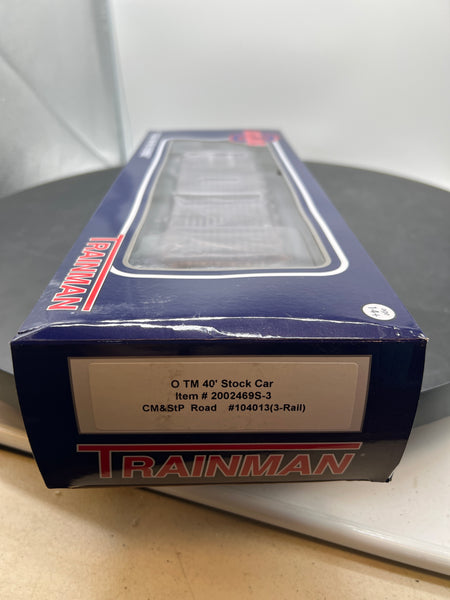 TRAINMAN
O TM 40' Stock Car
Item # 2002469S-3
CM&StP Road #104013(3-Rail)
TRAINMAN